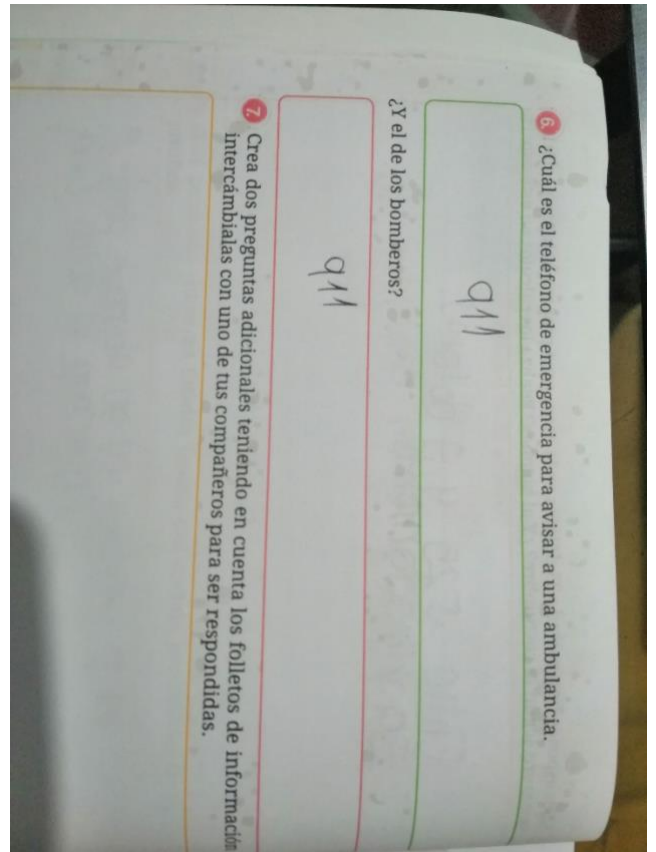 6. ¿Cuál es el teléfono de emergencia para avisar a una ambulancia.
911
¿Y el de los bomberos?
911
7. Crea dos preguntas adicionales teniendo en cuenta los folletos de información
intercámbialas con uno de tus compañeros para ser respondidas.